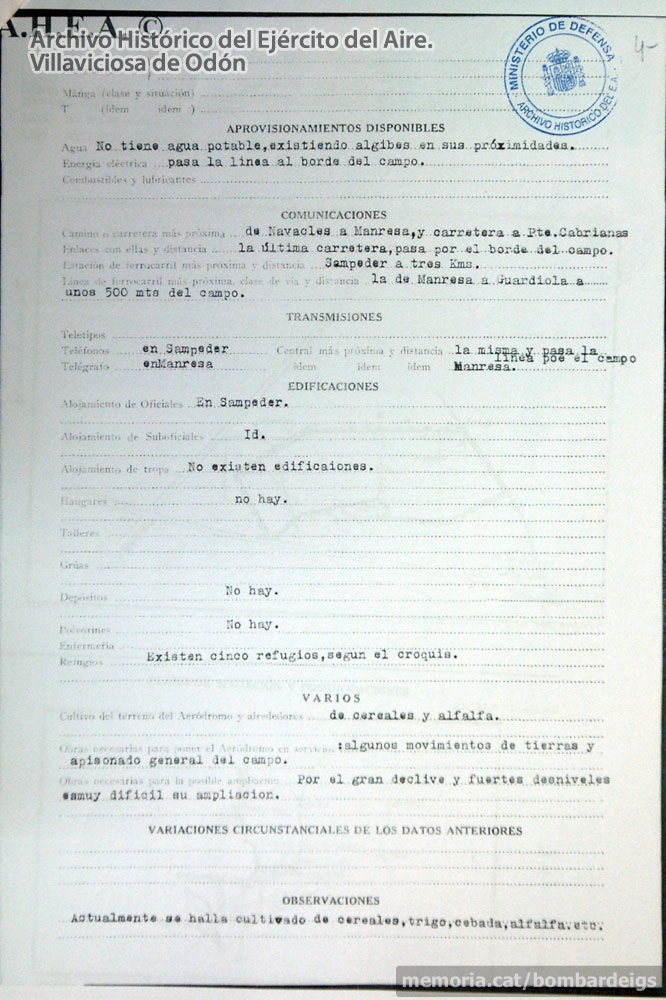 A.H.E.A. ©
Archivo Histórico del Ejército del Aire.
Villaviciosa de Odón
MINISTERIO DE DEFENSA
ARCHIVO HISTORICO DEL E.A.
4-
Manga (clase y situación)
T (ídem ídem )
APROVISIONAMIENTOS DISPONIBLES
Agua No tiene agua potable,existiendo algibes en sus próximidades.
Energía eléctrica pasa la linea al borde del campo.
Combustibles y lubricantes
COMUNICACIONES
Camino o carretera más próxima de Navacles a Manresa,y carretera a Pte.Cabrianas
Enlaces con ellas y distancia la última carretera,pasa por el borde del campo.
Estación de ferrocarril más próxima y distancia Sampeder a tres Kms.
Línea de ferrocarril más próxima, clase de vía y distancia la de Manresa a Guardiola a
unos 500 mts del campo.
TRANSMISIONES
Teletipos
Teléfonos en Sampeder Central más próxima y distancia la misma y pasa la
linea poe el campo
Telégrafo enManresa ídem ídem ídem Manresa.
EDIFICACIONES
Alojamiento de Oficiales En Sampeder.
Alojamiento de Suboficiales Id.
Alojamiento de tropa No existen edificaiones.
Hangares no hay.
Talleres
Grúas
Depósitos No hay.
Polvorines No hay.
Enfermería
Refugios Existen cinco refugios,segun el croquis.
VARIOS
Cultivo del terreno del Aeródromo y alrededores de cereales y alfalfa.
Obras necesarias para poner el Aeródromo en servicio :algunos movimientos de tierras y
apisonado general del campo.
Obras necesarias para la posible ampliación Por el gran declive y fuertes desniveles
esmuy dificil su ampliacion.
VARIACIONES CIRCUNSTANCIALES DE LOS DATOS ANTERIORES
OBSERVACIONES
Actualmente se halla cultivado de cereales,trigo,cebada,alfalfa.etc.
memoria.cat/bombardeigs